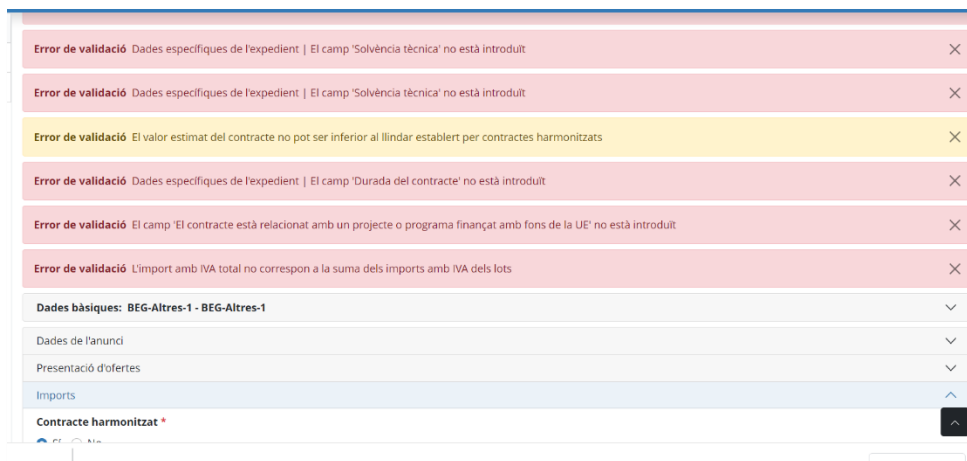 Error de validació Dades específiques de l'expedient | El camp 'Solvència tècnica' no està introduït
Error de validació Dades específiques de l'expedient | El camp 'Solvència tècnica' no està introduït
Error de validació El valor estimat del contracte no pot ser inferior al llindar establert per contractes harmonitzats
Error de validació Dades específiques de l'expedient | El camp 'Durada del contracte' no està introduït
Error de validació El camp 'El contracte està relacionat amb un projecte o programa finançat amb fons de la UE' no està introduït
Error de validació L'import amb IVA total no correspon a la suma dels imports amb IVA dels lots
Dades bàsiques: BEG-Altres-1 - BEG-Altres-1
Dades de l'anunci
Presentació d'ofertes
Imports
Contracte harmonitzat *